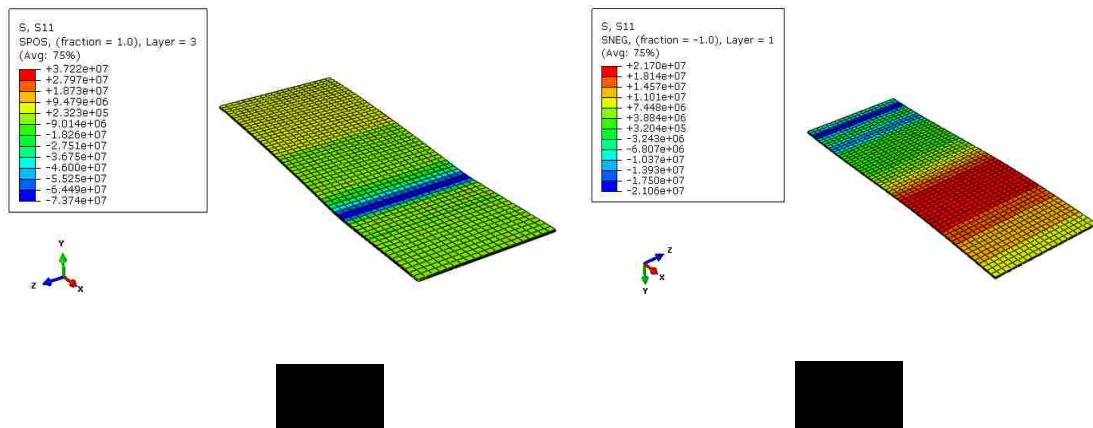 S, S11
SPOS, (fraction = 1.0), Layer = 3
(Avg: 75%)
+3.722e+07
+2.797e+07
+1.873e+07
+9.479e+06
+2.323e+05
-9.014e+06
-1.826e+07
-2.751e+07
-3.675e+07
-4.600e+07
-5.525e+07
-6.449e+07
-7.374e+07
Y
Z
X
S, S11
SNEG, (fraction = -1.0), Layer = 1
(Avg: 75%)
+2.170e+07
+1.814e+07
+1.457e+07
+1.101e+07
+7.448e+06
+3.884e+06
+3.204e+05
-3.243e+06
-6.807e+06
-1.037e+07
-1.393e+07
-1.750e+07
-2.106e+07
Z
X
Y